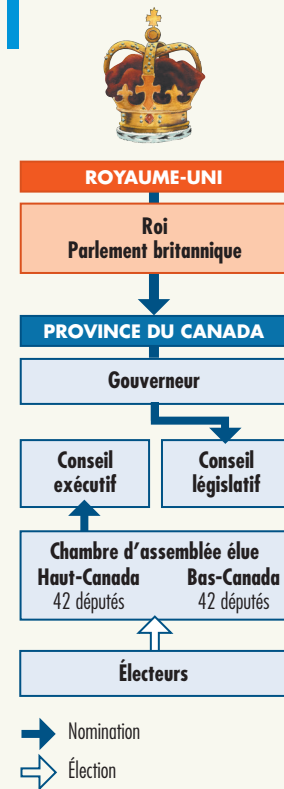 ROYAUME-UNI
Roi
Parlement britannique
PROVINCE DU CANADA
Gouverneur
Conseil
exécutif
Conseil
législatif
Chambre d'assemblée élue
Haut-Canada
42 députés
Bas-Canada
42 députés
Électeurs
Nomination
Élection